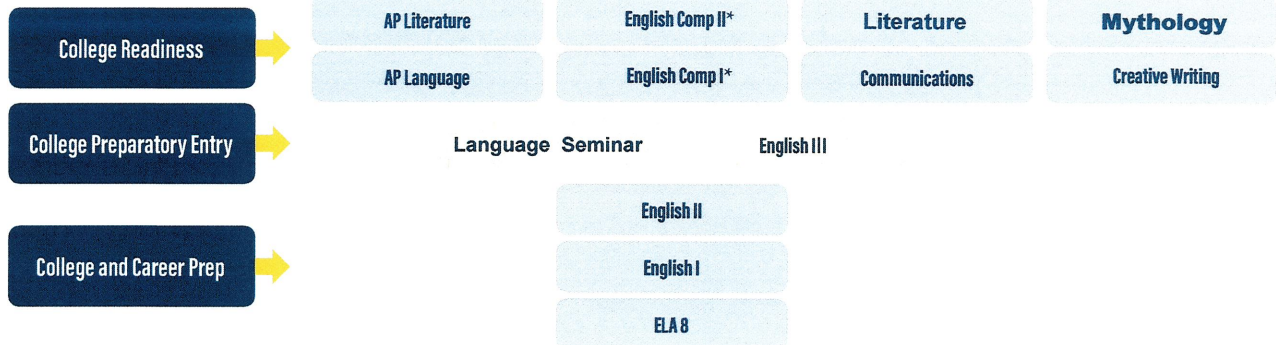 AP Literature English Comp II* Literature Mythology
College Readiness
AP Language English Comp I* Communications Creative Writing
College Preparatory Entry Language Seminar English III
English II
College and Career Prep English I
ELA 8